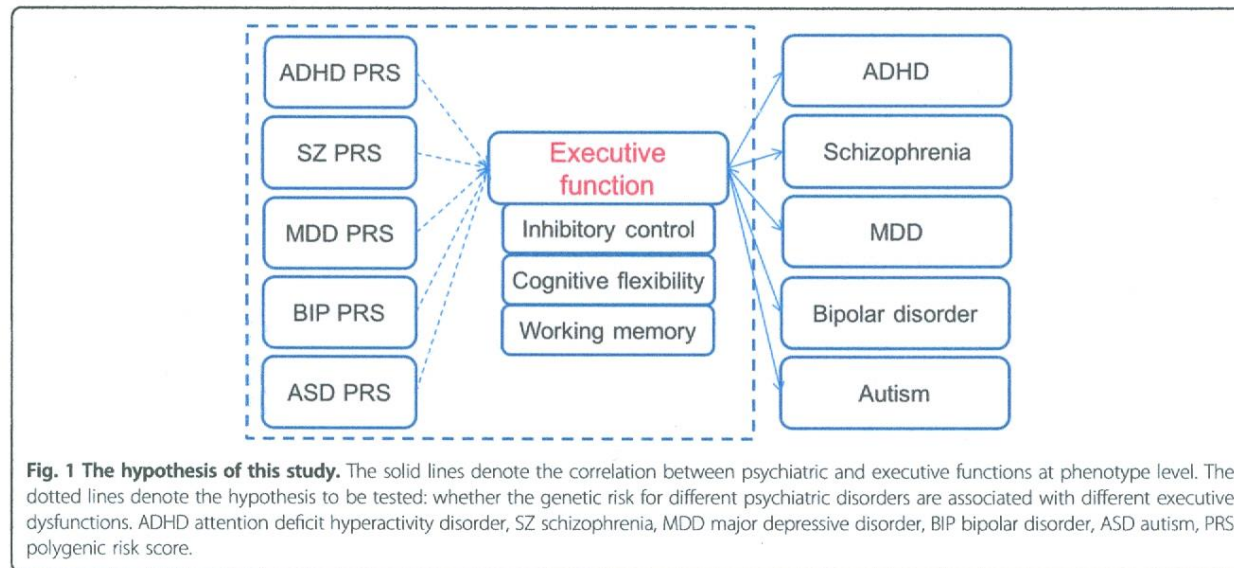 ADHD PRS
SZ PRS
MDD PRS
BIP PRS
ASD PRS
Executive
function
Inhibitory control
Cognitive flexibility
Working memory
ADHD
Schizophrenia
MDD
Bipolar disorder
Autism
Fig. 1 The hypothesis of this study. The solid lines denote the correlation between psychiatric and executive functions at phenotype level. The
dotted lines denote the hypothesis to be tested: whether the genetic risk for different psychiatric disorders are associated with different executive
dysfunctions. ADHD attention deficit hyperactivity disorder, SZ schizophrenia, MDD major depressive disorder, BIP bipolar disorder, ASD autism, PRS
polygenic risk score.